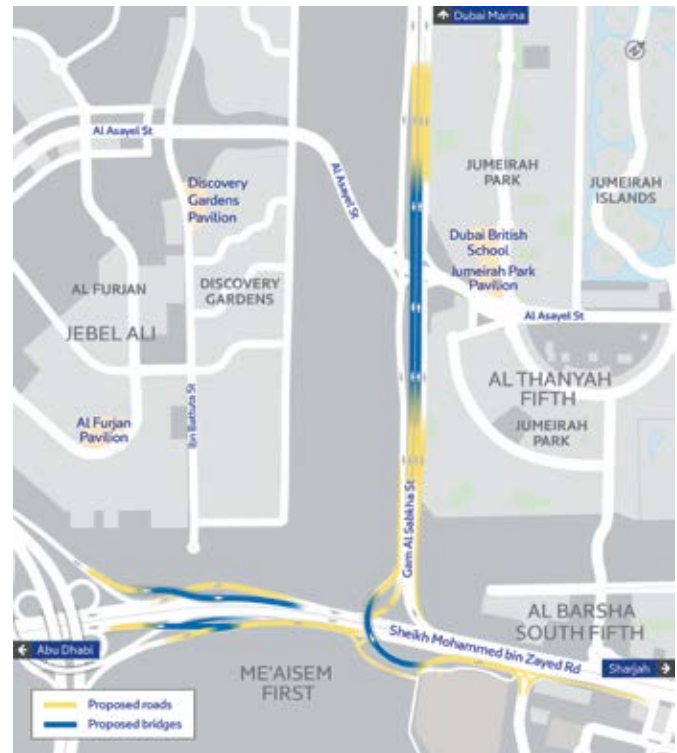 Dubai Marina
Al Asayel St
Al Asayel St
JUMEIRAH
PARK
JUMEIRAH
ISLANDS
Discovery
Gardens
Pavilion
Dubai British
School
Jumeirah Park
Pavilion
AL FURJAN
DISCOVERY
GARDENS
JEBEL ALI
Al Asayel St
AL THANYAH
FIFTH
JUMEIRAH
PARK
Ibn Battuta St
Al Furjan
Pavilion
Garn Al Sabkha St
AL BARSHA
SOUTH FIFTH
Sheikh Mohammed bin Zayed Rd
Abu Dhabi
Sharjah
ME'AISEM
FIRST
Proposed roads
Proposed bridges